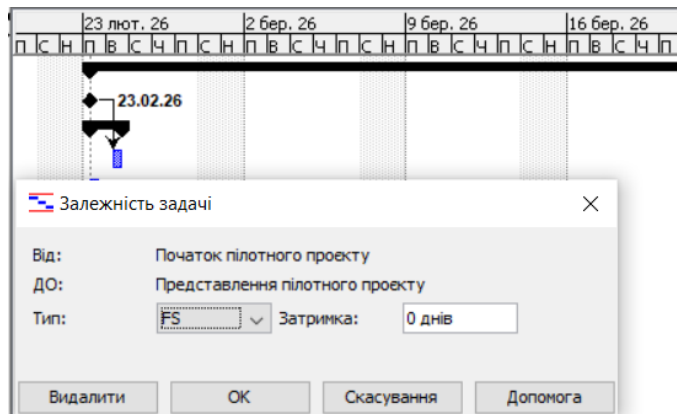 23 лют. 26 2 бер. 26 9 бер. 26 16 бер. 26
П С Н П В С Ч П С Н П В С Ч П С Н П В С Ч П С Н П В С Ч П
23.02.26
Залежність задачі
Від: Початок пілотного проекту
ДО: Представлення пілотного проекту
Тип: FS Затримка: 0 днів
Видалити ОК Скасування Допомога